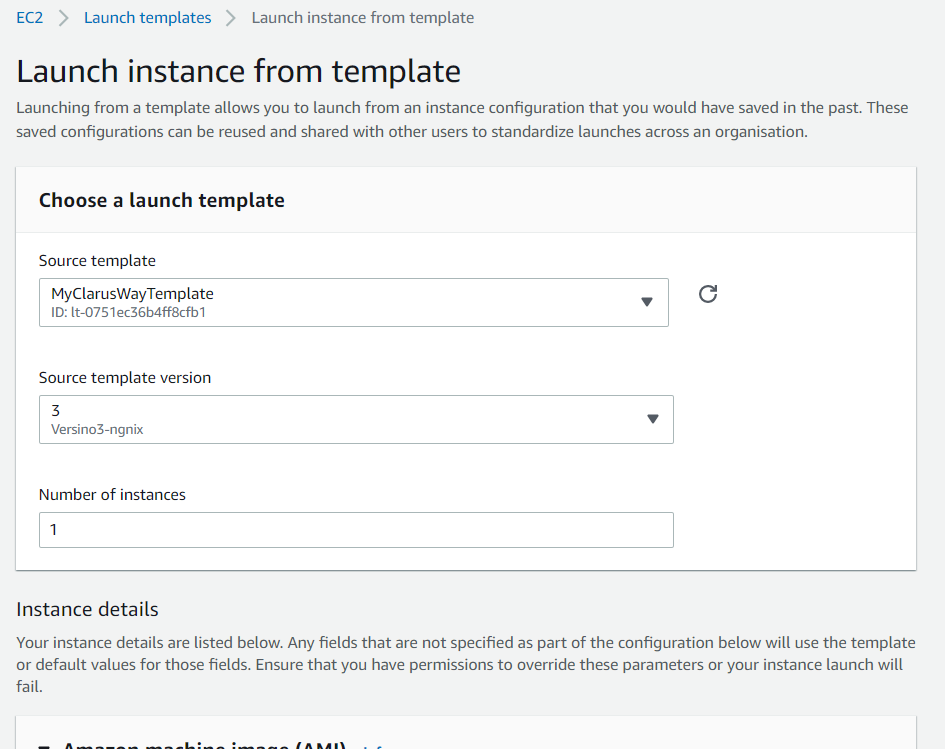 EC2 > Launch templates > Launch instance from template
Launch instance from template
Launching from a template allows you to launch from an instance configuration that you would have saved in the past. These
saved configurations can be reused and shared with other users to standardize launches across an organisation.
Choose a launch template
Source template
MyClarusWayTemplate
ID: lt-0751ec36b4ff8cfb1
Source template version
3
Versino3-ngnix
Number of instances
1
Instance details
Your instance details are listed below. Any fields that are not specified as part of the configuration below will use the template
or default values for those fields. Ensure that you have permissions to override these parameters or your instance launch will
fail.
Amazon machine image (AMI)